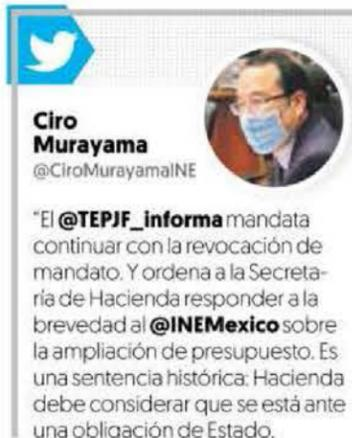 Ciro
Murayama
@CiroMurayamaINE
"El @TEPJF_informa mandata
continuar con la revocación de
mandato. Y ordena a la Secreta-
ría de Hacienda responder a la
brevedad al @INEMexico sobre
la ampliación de presupuesto. Es
una sentencia histórica: Hacienda
debe considerar que se está ante
una obligación de Estado.